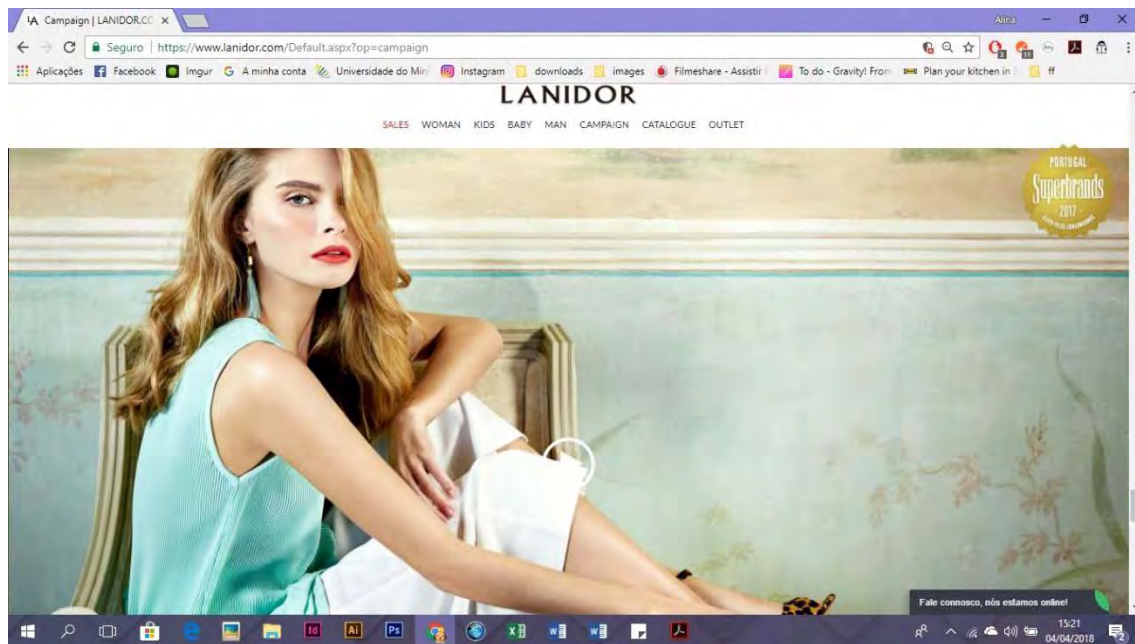 Campaign | LANIDOR.CO
Alina
Seguro | https://www.lanidor.com/Default.aspx?op=campaign
Aplicações Facebook Imgur A minha conta Universidade do Min Instagram downloads images Filmeshare - Assistir To do - Gravity! From Plan your kitchen in ff
LANIDOR
SALES WOMAN KIDS BABY MAN CAMPAIGN CATALOGUE OUTLET
PORTUGAL
Superbrands
2017
Fale connosco, nós estamos online!
Id Ai Ps
15:21
04/04/2018